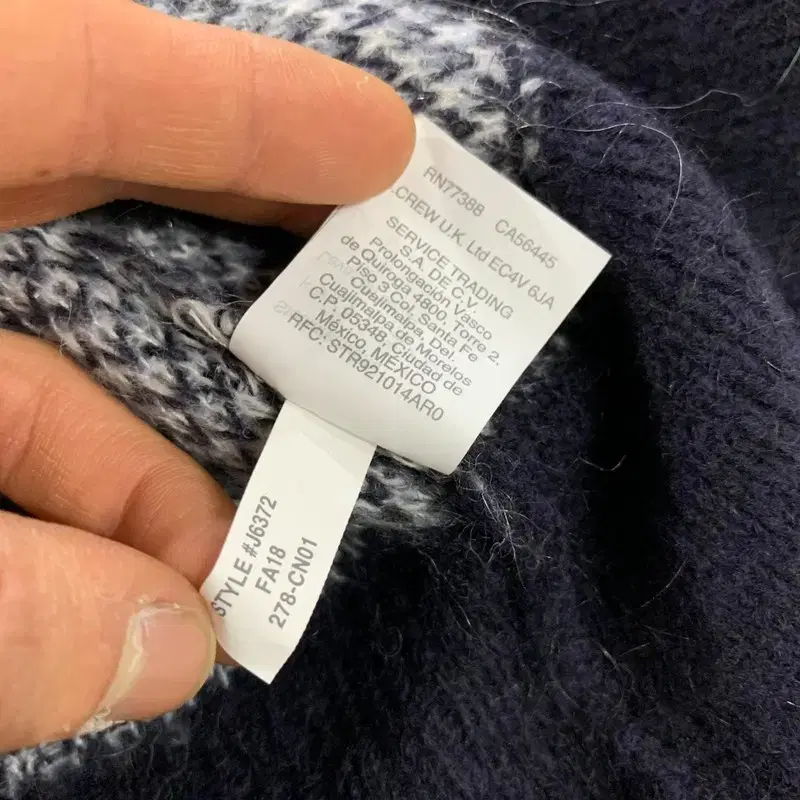 RN77388 CA56445
.CREW U.K. Ltd EC4V 6JA
SERVICE TRADING
S.A. DE C.V.
Prolongación Vasco
de Quiroga 4800, Torre 2,
Piso 3 Col. Santa Fe
Cuajimalpa, Del.
Cuajimalpa de Morelos
C.P. 05348, Ciudad de
México, MEXICO
RFC: STR921014AR0
STYLE #J6372
FA18
278-CN01